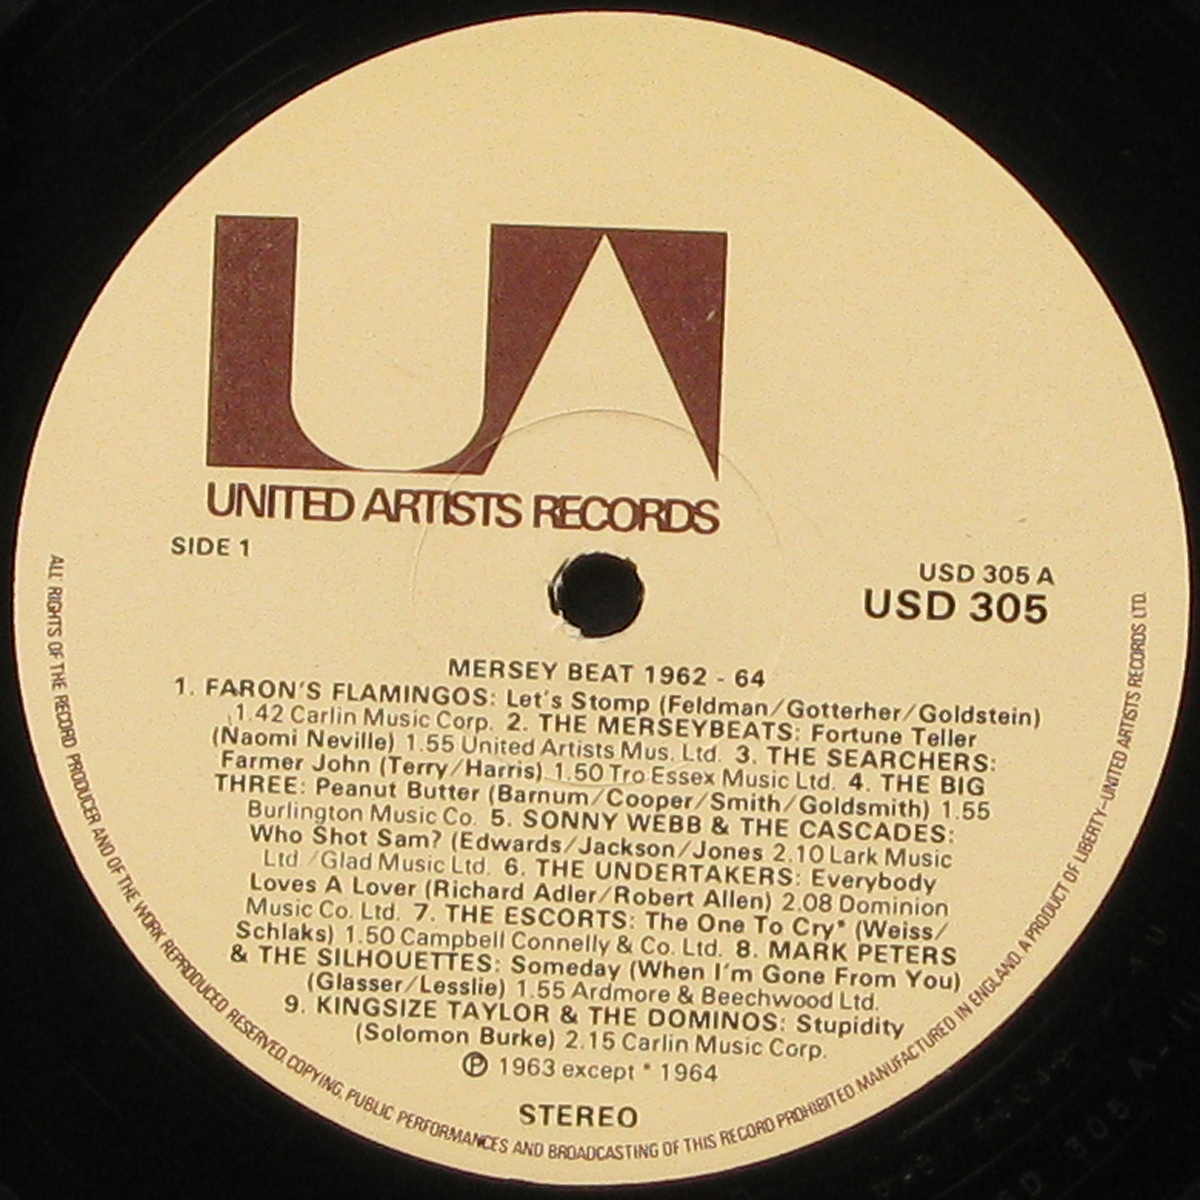 UNITED ARTISTS RECORDS
SIDE 1
USD 305 A
USD 305
MERSEY BEAT 1962 - 64
1. FARON'S FLAMINGOS: Let's Stomp (Feldman/Gotterher/Goldstein)
1.42 Carlin Music Corp. 2. THE MERSEYBEATS: Fortune Teller
(Naomi Neville) 1.55 United Artists Mus. Ltd. 3. THE SEARCHERS:
Farmer John (Terry/Harris) 1.50 Tro Essex Music Ltd. 4. THE BIG
THREE: Peanut Butter (Barnum/Cooper/Smith/Goldsmith) 1.55
Burlington Music Co. 5. SONNY WEBB & THE CASCADES:
Who Shot Sam? (Edwards/Jackson/Jones 2.10 Lark Music
Ltd./Glad Music Ltd. 6. THE UNDERTAKERS: Everybody
Loves A Lover (Richard Adler/Robert Allen) 2.08 Dominion
Music Co. Ltd. 7. THE ESCORTS: The One To Cry* (Weiss/
Schlaks) 1.50 Campbell Connelly & Co. Ltd. 8. MARK PETERS
& THE SILHOUETTES: Someday (When I'm Gone From You)
(Glasser/Lesslie) 1.55 Ardmore & Beechwood Ltd.
9. KINGSIZE TAYLOR & THE DOMINOS: Stupidity
(Solomon Burke) 2.15 Carlin Music Corp.
℗ 1963 except * 1964
STEREO
ALL RIGHTS OF THE RECORD PRODUCER AND OF THE WORK REPRODUCED RESERVED. COPYING, PUBLIC PERFORMANCES AND BROADCASTING OF THIS RECORD PROHIBITED. MANUFACTURED IN ENGLAND. A PRODUCT OF LIBERTY-UNITED ARTISTS RECORDS LTD.